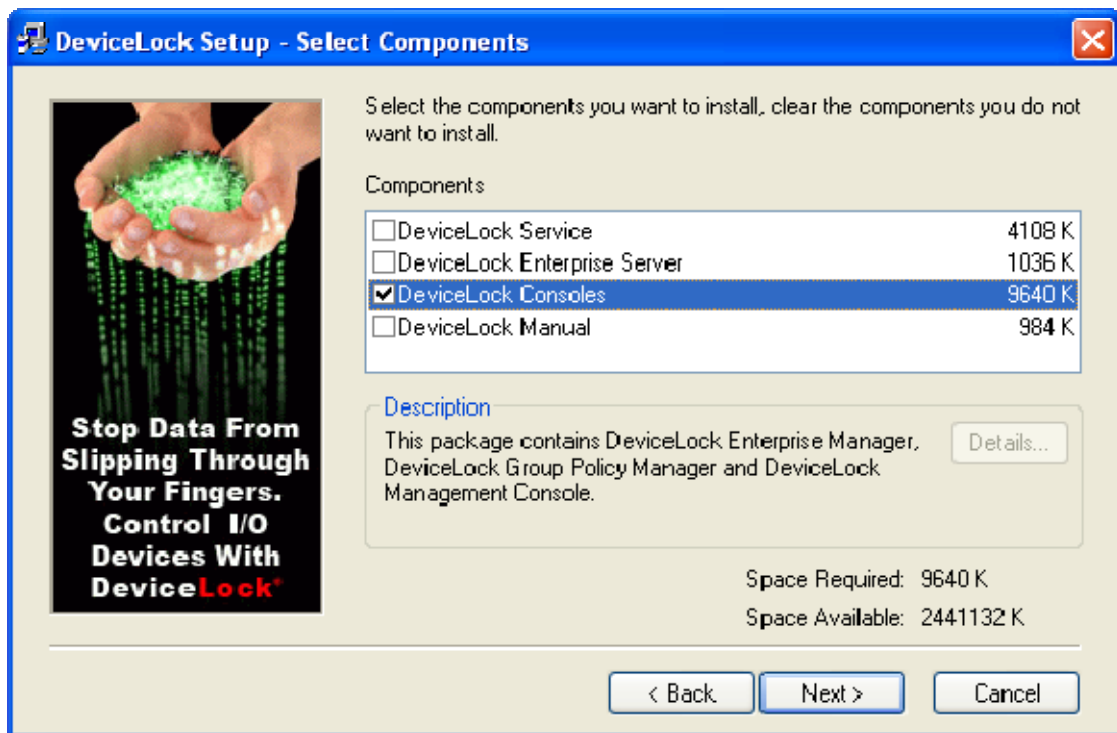 DeviceLock Setup - Select Components
Stop Data From
Slipping Through
Your Fingers.
Control I/O
Devices With
DeviceLock®
Select the components you want to install, clear the components you do not
want to install.
Components
DeviceLock Service 4108 K
DeviceLock Enterprise Server 1036 K
DeviceLock Consoles 9640 K
DeviceLock Manual 984 K
Description
This package contains DeviceLock Enterprise Manager,
DeviceLock Group Policy Manager and DeviceLock
Management Console.
Details...
Space Required: 9640 K
Space Available: 2441132 K
< Back
Next >
Cancel